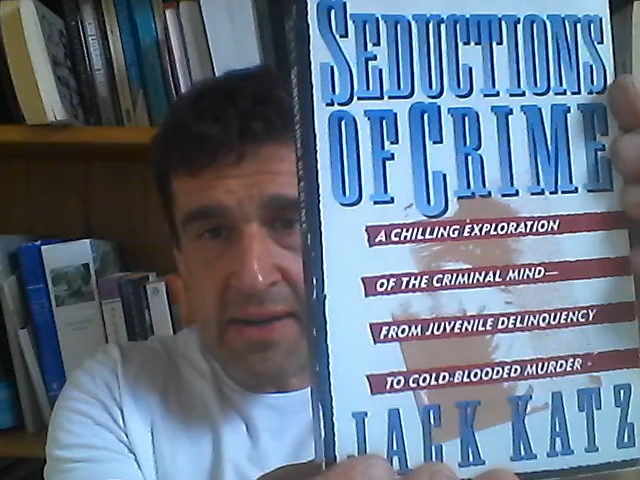 SEDUCTIONS
OF CRIME
A CHILLING EXPLORATION
OF THE CRIMINAL MIND—
FROM JUVENILE DELINQUENCY
TO COLD-BLOODED MURDER
JACK KATZ